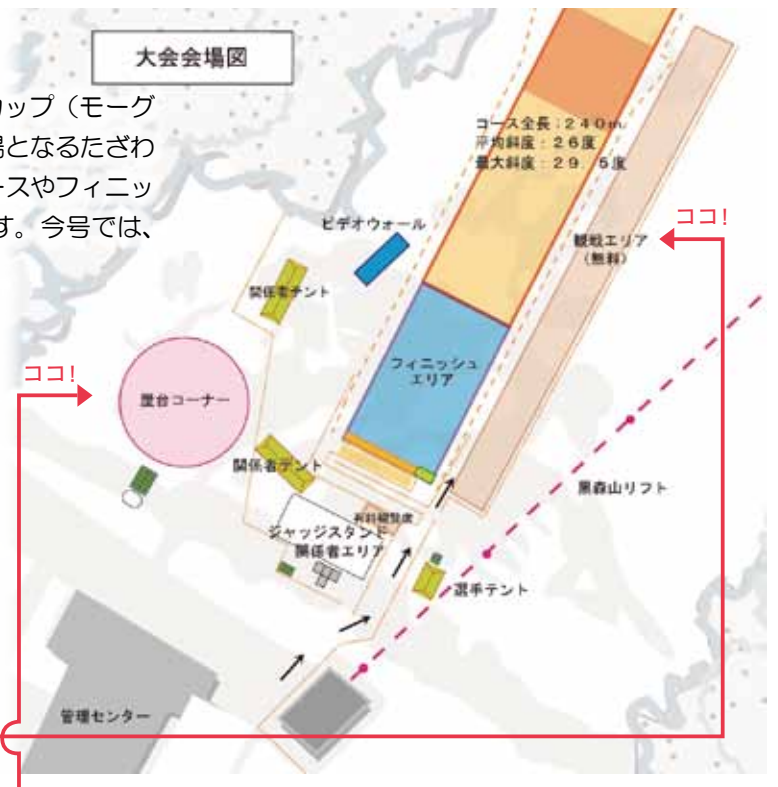 大会会場図
カップ（モーグ
場となるたざわ
ースやフィニッ
す。今号では、
コース全長：２４０ｍ
平均斜度：２６度
最大斜度：２９．５度
ココ!
観戦エリア
（無料）
ビデオウォール
関係者テント
フィニッシュ
エリア
ココ!
屋台コーナー
関係者テント
黒森山リフト
有料観覧席
ジャッジスタンド
関係者エリア
選手テント
管理センター